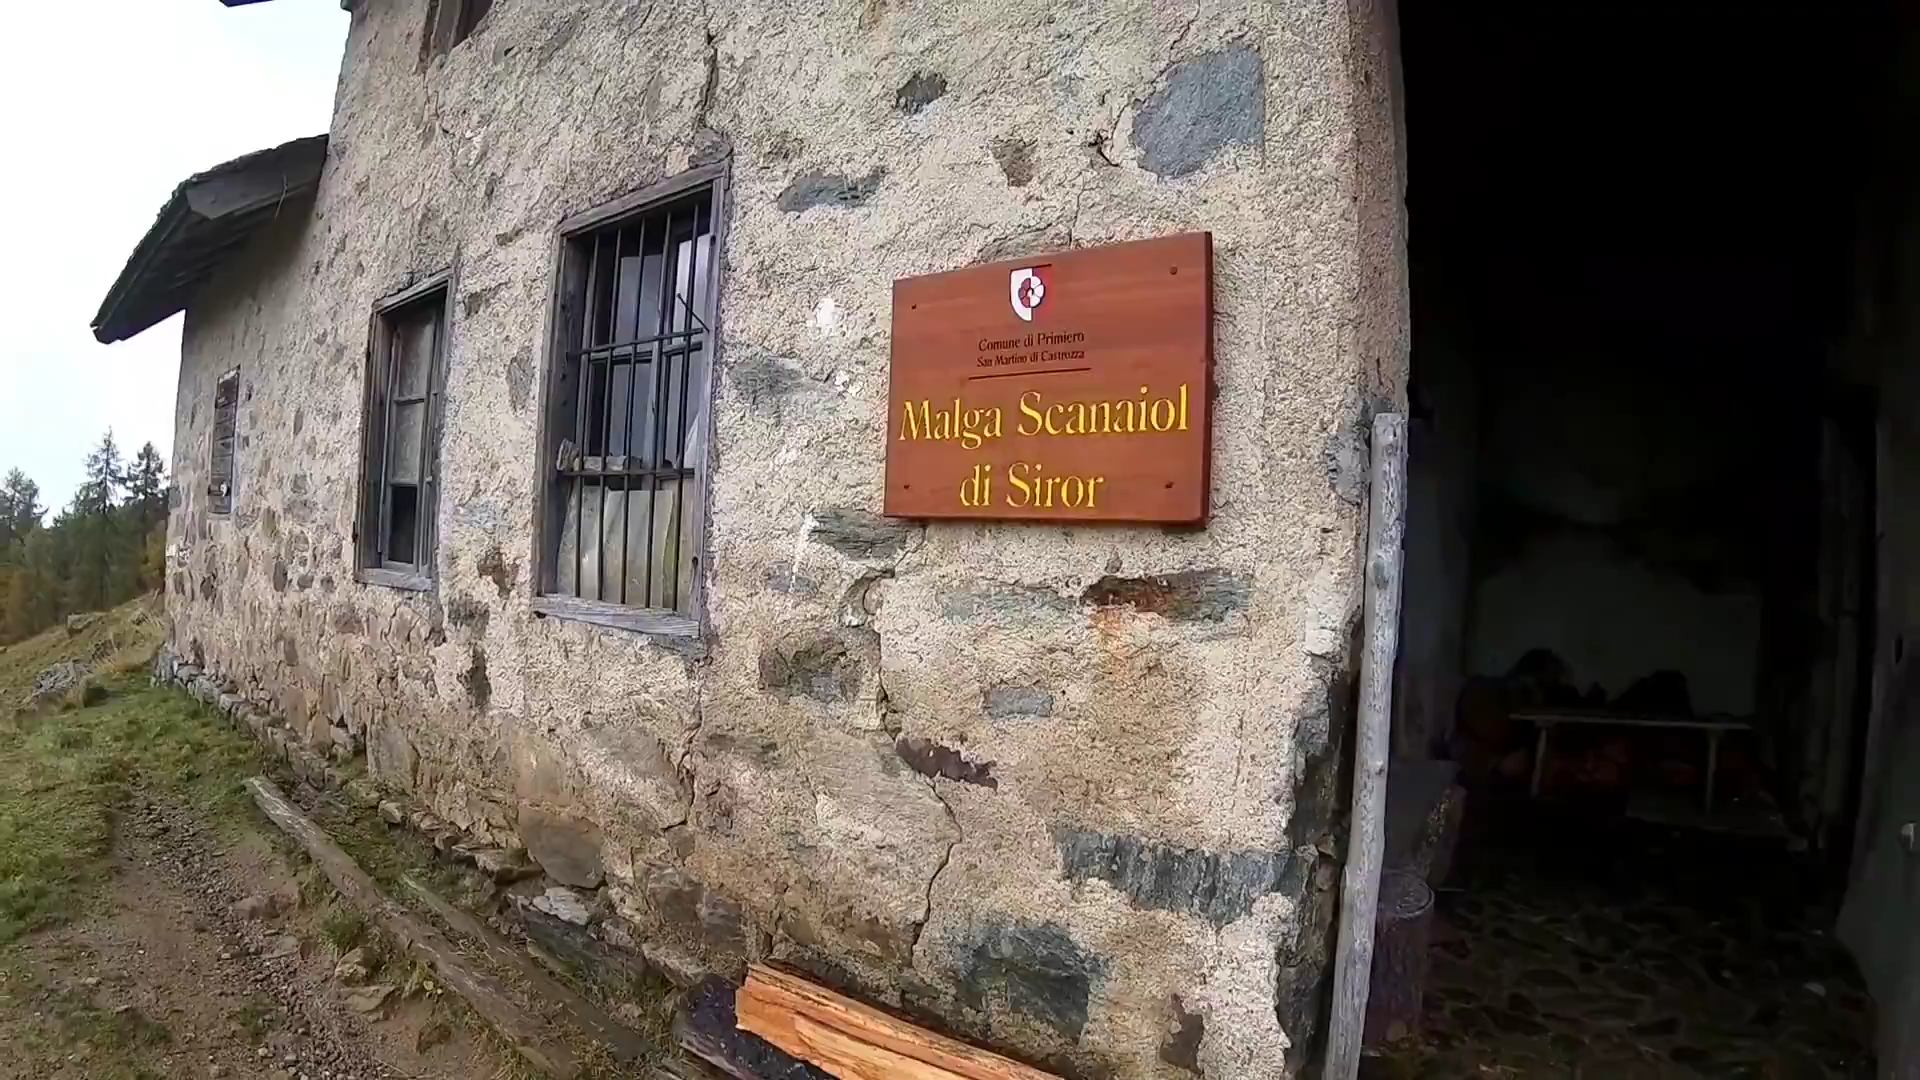 Comune di Primiero
San Martino di Castrozza
Malga Scanaiol
di Siror